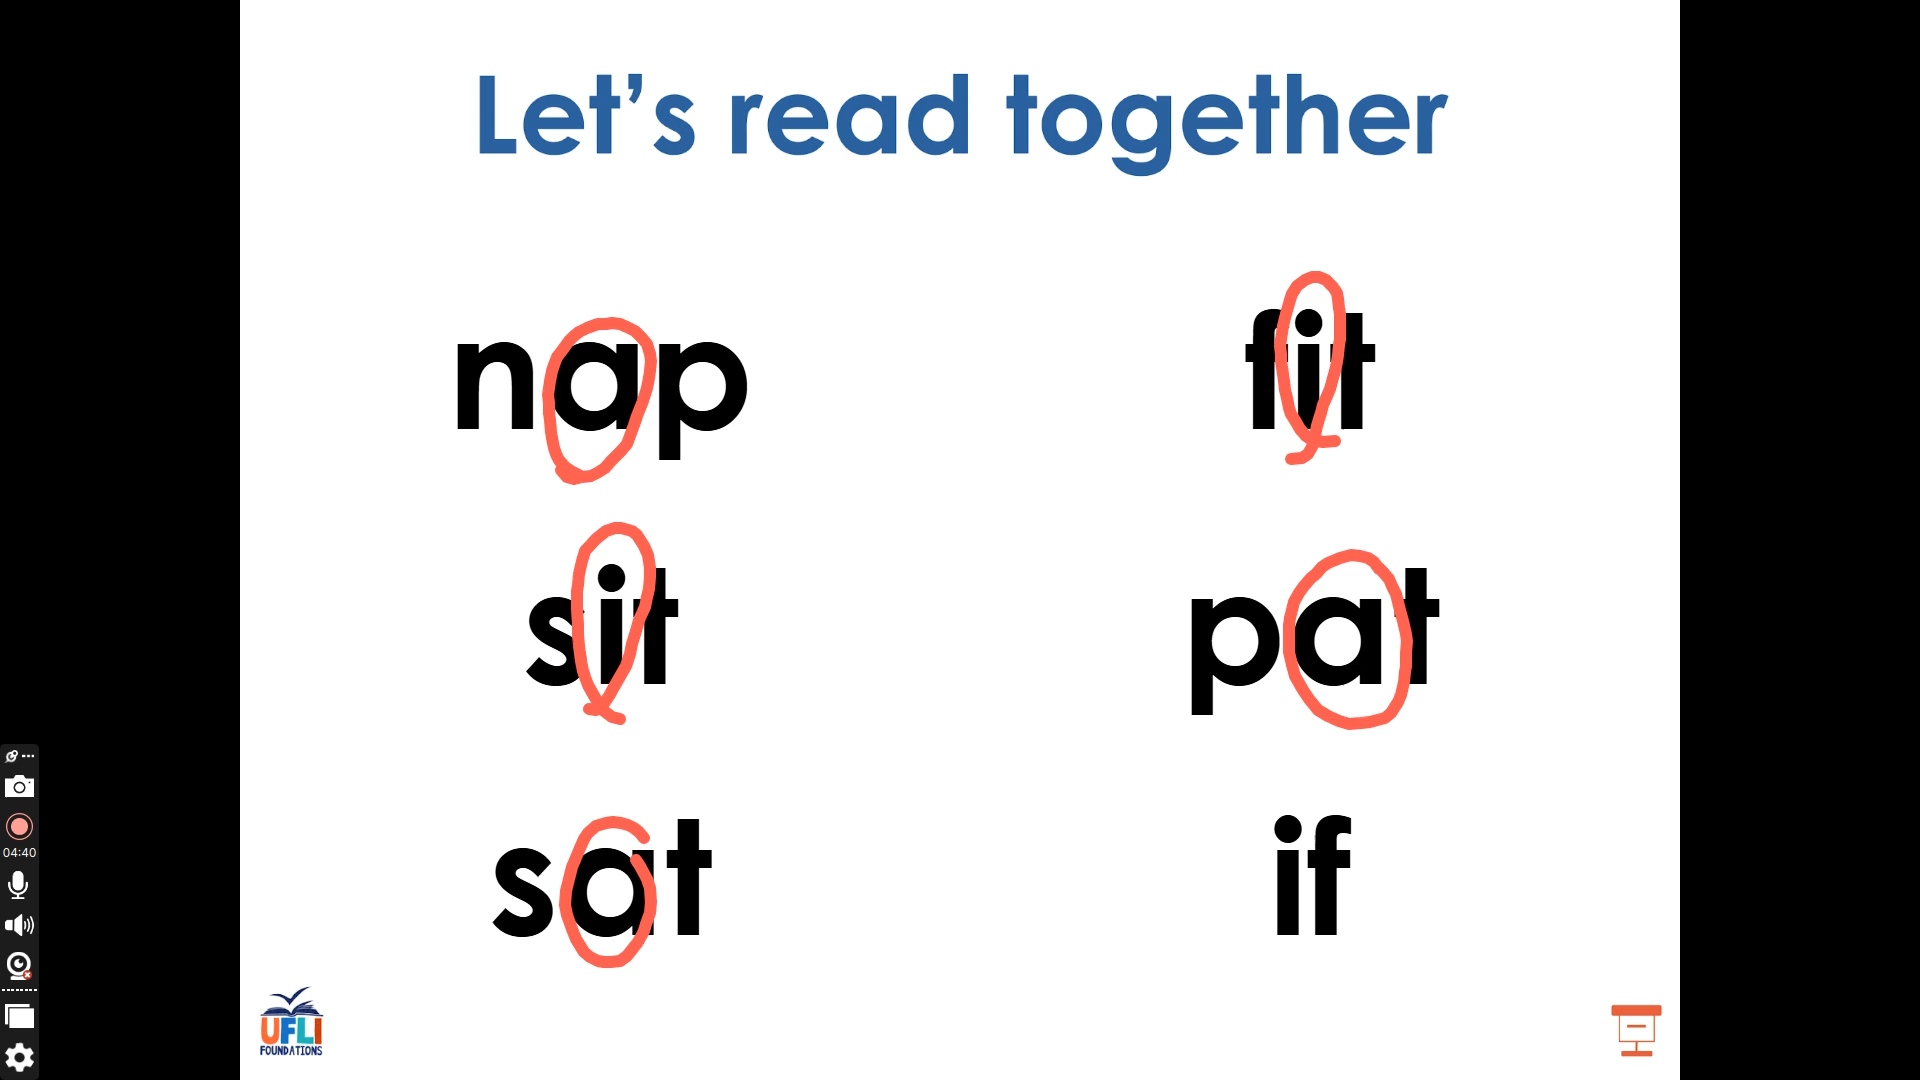 Let's read together
nap
fit
sit
pat
sat
if
04:40
UFLI
FOUNDATIONS